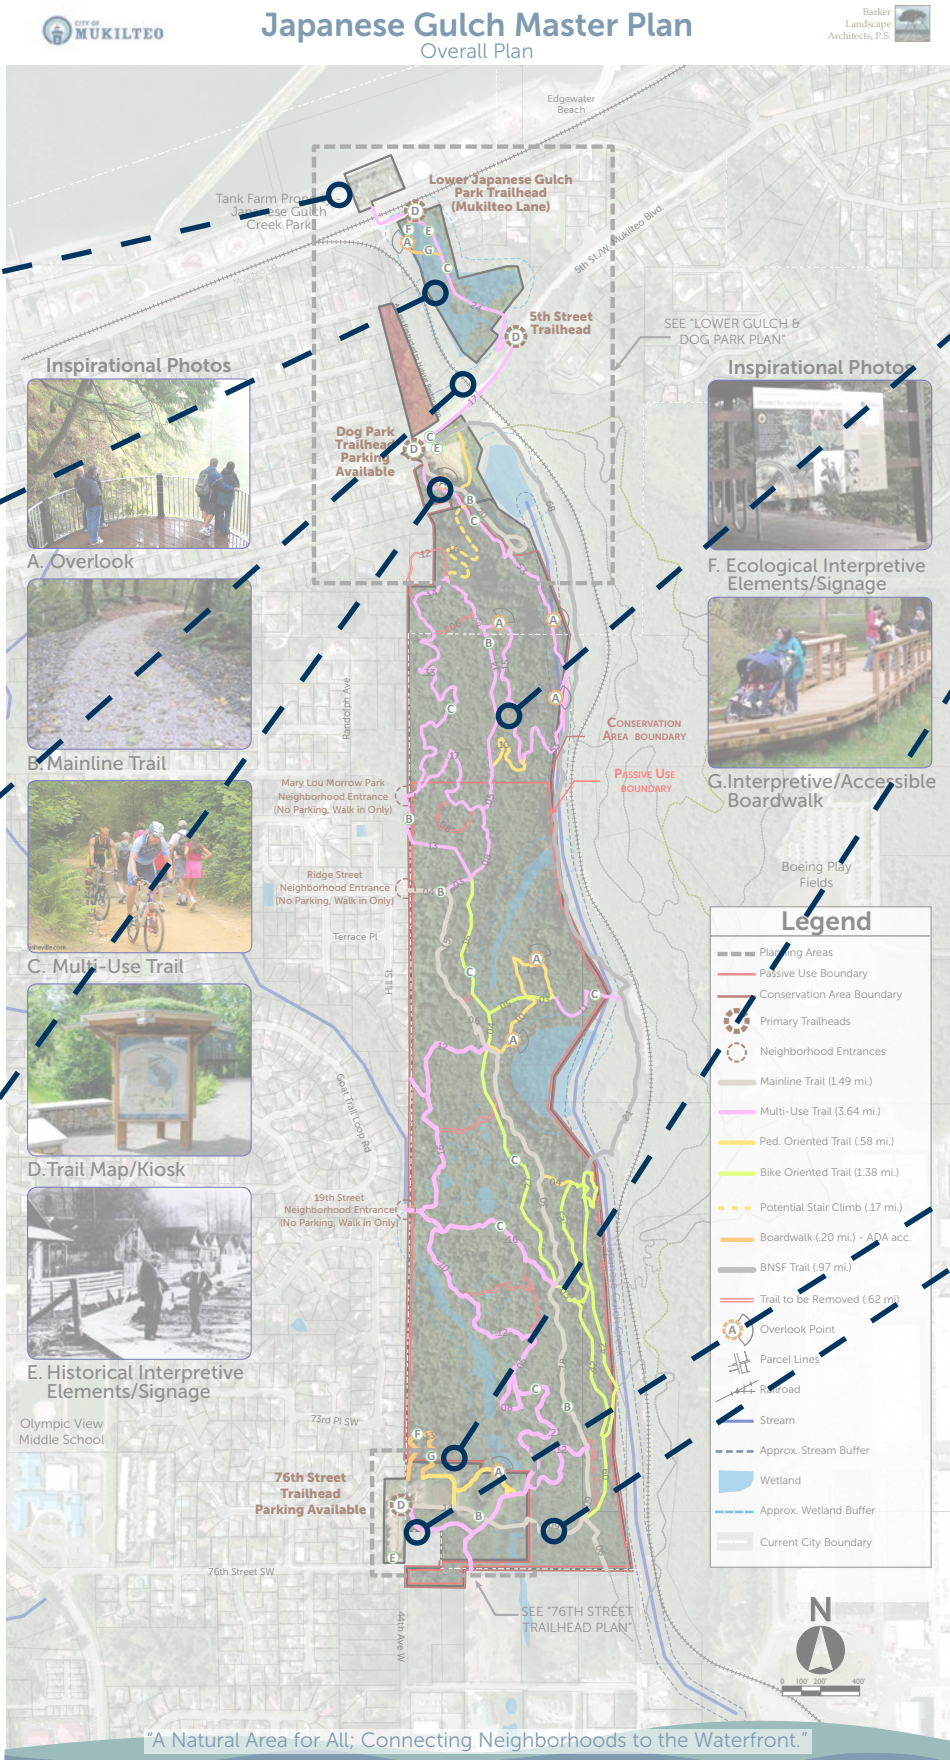 CITY OF
MUKILTEO
Japanese Gulch Master Plan
Overall Plan
Barker
Landscape
Architects, P.S.
Edgewater
Beach
Tank Farm
Japanese Gulch
Creek Park
Lower Japanese Gulch
Park Trailhead
(Mukilteo Lane)
5th St./W. Mukilteo Blvd.
5th Street
Trailhead
SEE "LOWER GULCH &
DOG PARK PLAN"
Inspirational Photos
Inspirational Photos
Dog Park
Trailhead
Parking
Available
A. Overlook
F. Ecological Interpretive
Elements/Signage
B. Mainline Trail
Randolph Ave
CONSERVATION
AREA BOUNDARY
PASSIVE USE
BOUNDARY
G.Interpretive/Accessible
Boardwalk
Mary Lou Morrow Park
Neighborhood Entrance
(No Parking, Walk in Only)
Ridge Street
Neighborhood Entrance
(No Parking, Walk in Only)
Boeing Play
Fields
Terrace Pl
Hill St.
C. Multi-Use Trail
Goat Trail Loop Rd
D.Trail Map/Kiosk
19th Street
Neighborhood Entrance
(No Parking, Walk in Only)
E. Historical Interpretive
Elements/Signage
Olympic View
Middle School
73rd Pl SW
76th Street
Trailhead
Parking Available
76th Street SW
44th Ave W
SEE "76TH STREET
TRAILHEAD PLAN"
Legend
Planning Areas
Passive Use Boundary
Conservation Area Boundary
Primary Trailheads
Neighborhood Entrances
Mainline Trail (1.49 mi.)
Multi-Use Trail (3.64 mi.)
Ped. Oriented Trail (.58 mi.)
Bike Oriented Trail (1.38 mi.)
Potential Stair Climb (.17 mi.)
Boardwalk (.20 mi.) - ADA acc.
BNSF Trail (.97 mi.)
Trail to be Removed (.62 mi)
A Overlook Point
Parcel Lines
Railroad
Stream
Approx. Stream Buffer
Wetland
Approx. Wetland Buffer
Current City Boundary
N
0 100' 200' 400'
"A Natural Area for All; Connecting Neighborhoods to the Waterfront."